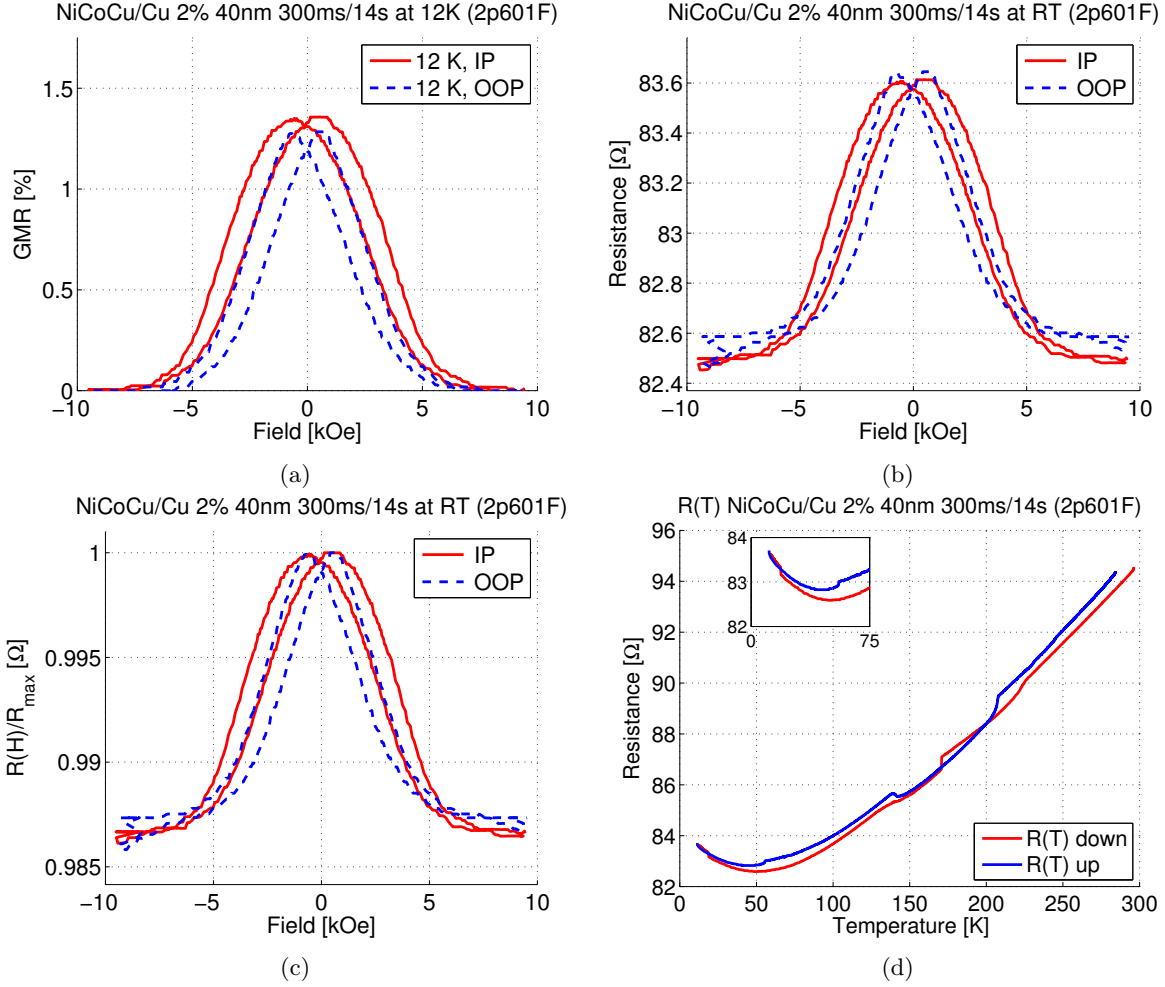 NiCoCu/Cu 2% 40nm 300ms/14s at 12K (2p601F)
GMR [%]
1.5
1
0.5
0
12 K, IP
12 K, OOP
−10
−5
0
5
10
Field [kOe]
(a)
NiCoCu/Cu 2% 40nm 300ms/14s at RT (2p601F)
Resistance [Ω]
83.6
83.4
83.2
83
82.8
82.6
82.4
IP
OOP
−10
−5
0
5
10
Field [kOe]
(b)
NiCoCu/Cu 2% 40nm 300ms/14s at RT (2p601F)
R(H)/Rmax [Ω]
1
0.995
0.99
0.985
IP
OOP
−10
−5
0
5
10
Field [kOe]
(c)
R(T) NiCoCu/Cu 2% 40nm 300ms/14s (2p601F)
Resistance [Ω]
96
94
92
90
88
86
84
82
84
83
82
0
75
R(T) down
R(T) up
0
50
100
150
200
250
300
Temperature [K]
(d)